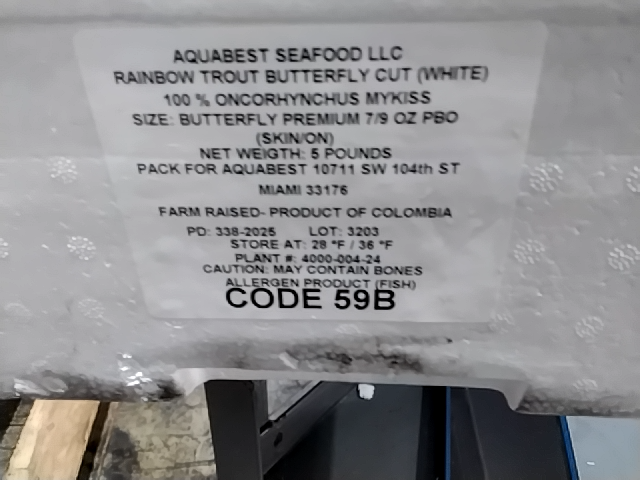 AQUABEST SEAFOOD LLC
RAINBOW TROUT BUTTERFLY CUT (WHITE)
100 % ONCORHYNCHUS MYKISS
SIZE: BUTTERFLY PREMIUM 7/9 OZ PBO
(SKIN/ON)
NET WEIGTH: 5 POUNDS
PACK FOR AQUABEST 10711 SW 104th ST
MIAMI 33176
FARM RAISED- PRODUCT OF COLOMBIA
PD: 338-2025 LOT: 3203
STORE AT: 28 °F / 36 °F
PLANT #: 4000-004-24
CAUTION: MAY CONTAIN BONES
ALLERGEN PRODUCT (FISH)
CODE 59B